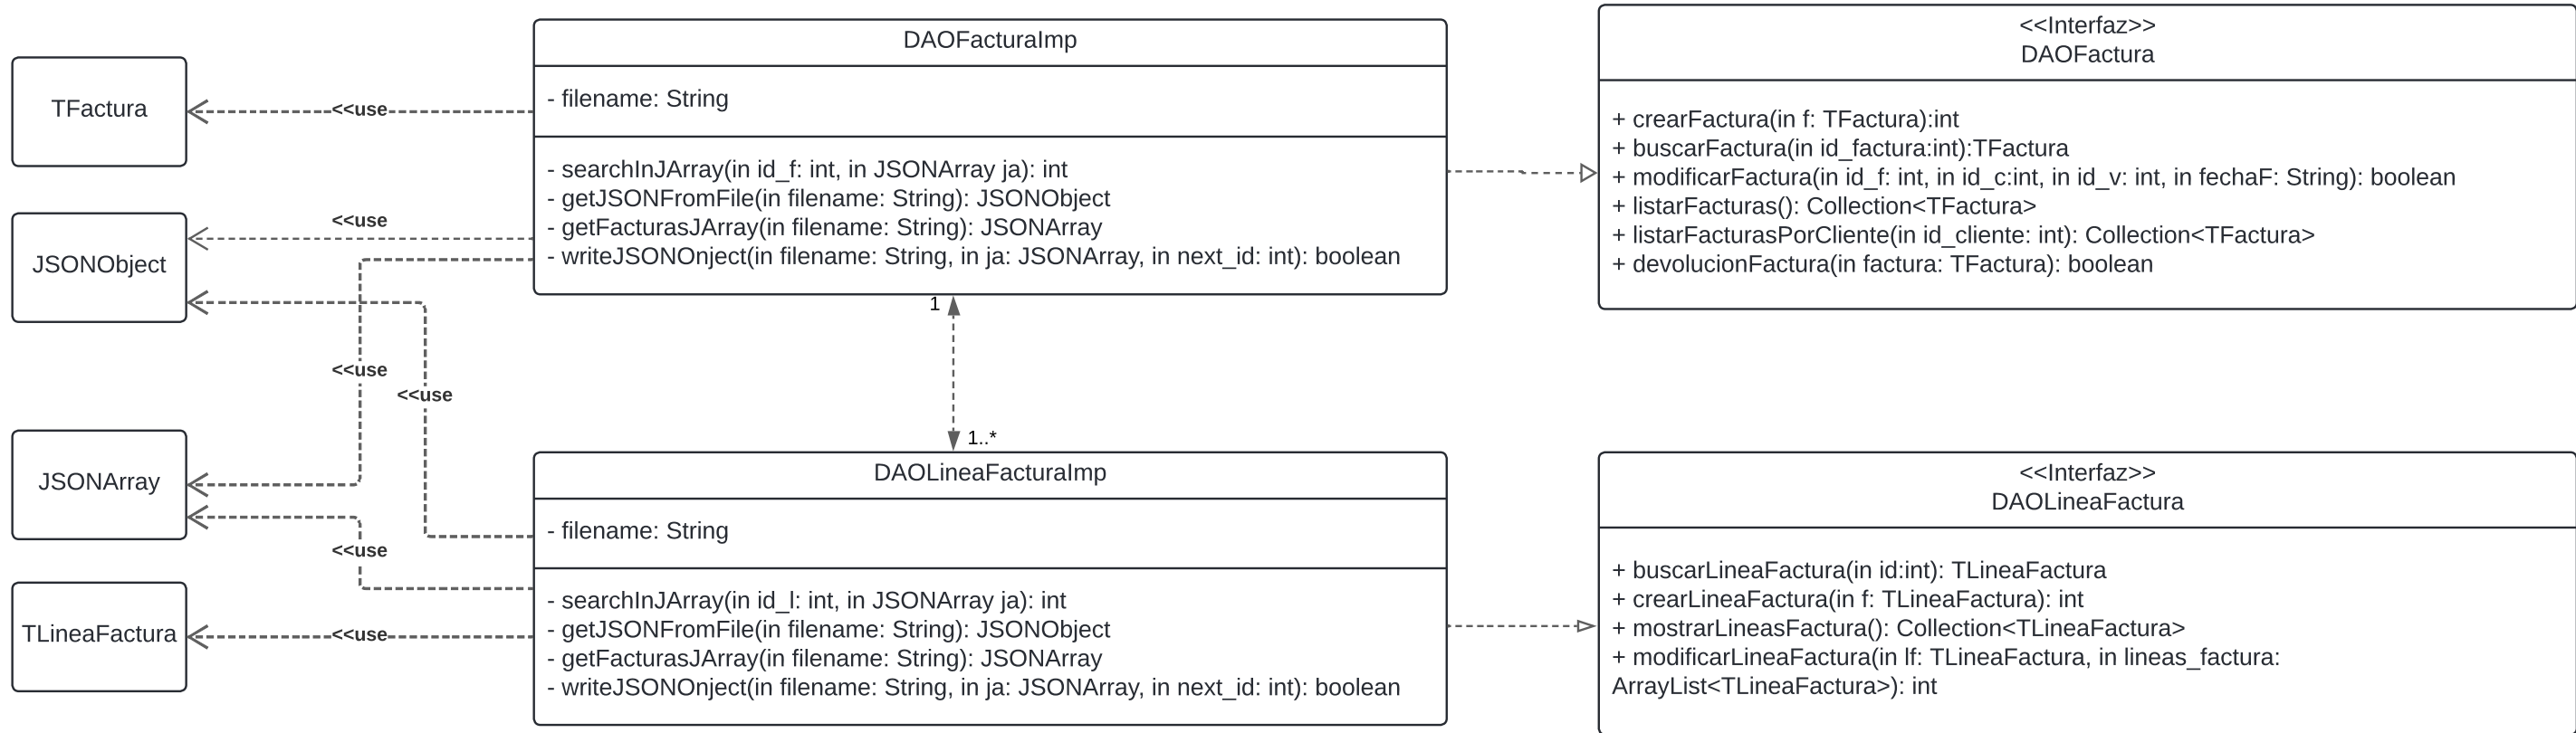 TFactura
<<use
JSONObject
<<use
<<use
<<use
JSONArray
<<use
TLineaFactura
<<use
DAOFacturaImp
- filename: String
- searchInJArray(in id_f: int, in JSONArray ja): int
- getJSONFromFile(in filename: String): JSONObject
- getFacturasJArray(in filename: String): JSONArray
- writeJSONOnject(in filename: String, in ja: JSONArray, in next_id: int): boolean
1
1..*
DAOLineaFacturaImp
- filename: String
- searchInJArray(in id_l: int, in JSONArray ja): int
- getJSONFromFile(in filename: String): JSONObject
- getFacturasJArray(in filename: String): JSONArray
- writeJSONOnject(in filename: String, in ja: JSONArray, in next_id: int): boolean
<<Interfaz>>
DAOFactura
+ crearFactura(in f: TFactura):int
+ buscarFactura(in id_factura:int):TFactura
+ modificarFactura(in id_f: int, in id_c:int, in id_v: int, in fechaF: String): boolean
+ listarFacturas(): Collection<TFactura>
+ listarFacturasPorCliente(in id_cliente: int): Collection<TFactura>
+ devolucionFactura(in factura: TFactura): boolean
<<Interfaz>>
DAOLineaFactura
+ buscarLineaFactura(in id:int): TLineaFactura
+ crearLineaFactura(in f: TLineaFactura): int
+ mostrarLineasFactura(): Collection<TLineaFactura>
+ modificarLineaFactura(in lf: TLineaFactura, in lineas_factura:
ArrayList<TLineaFactura>): int